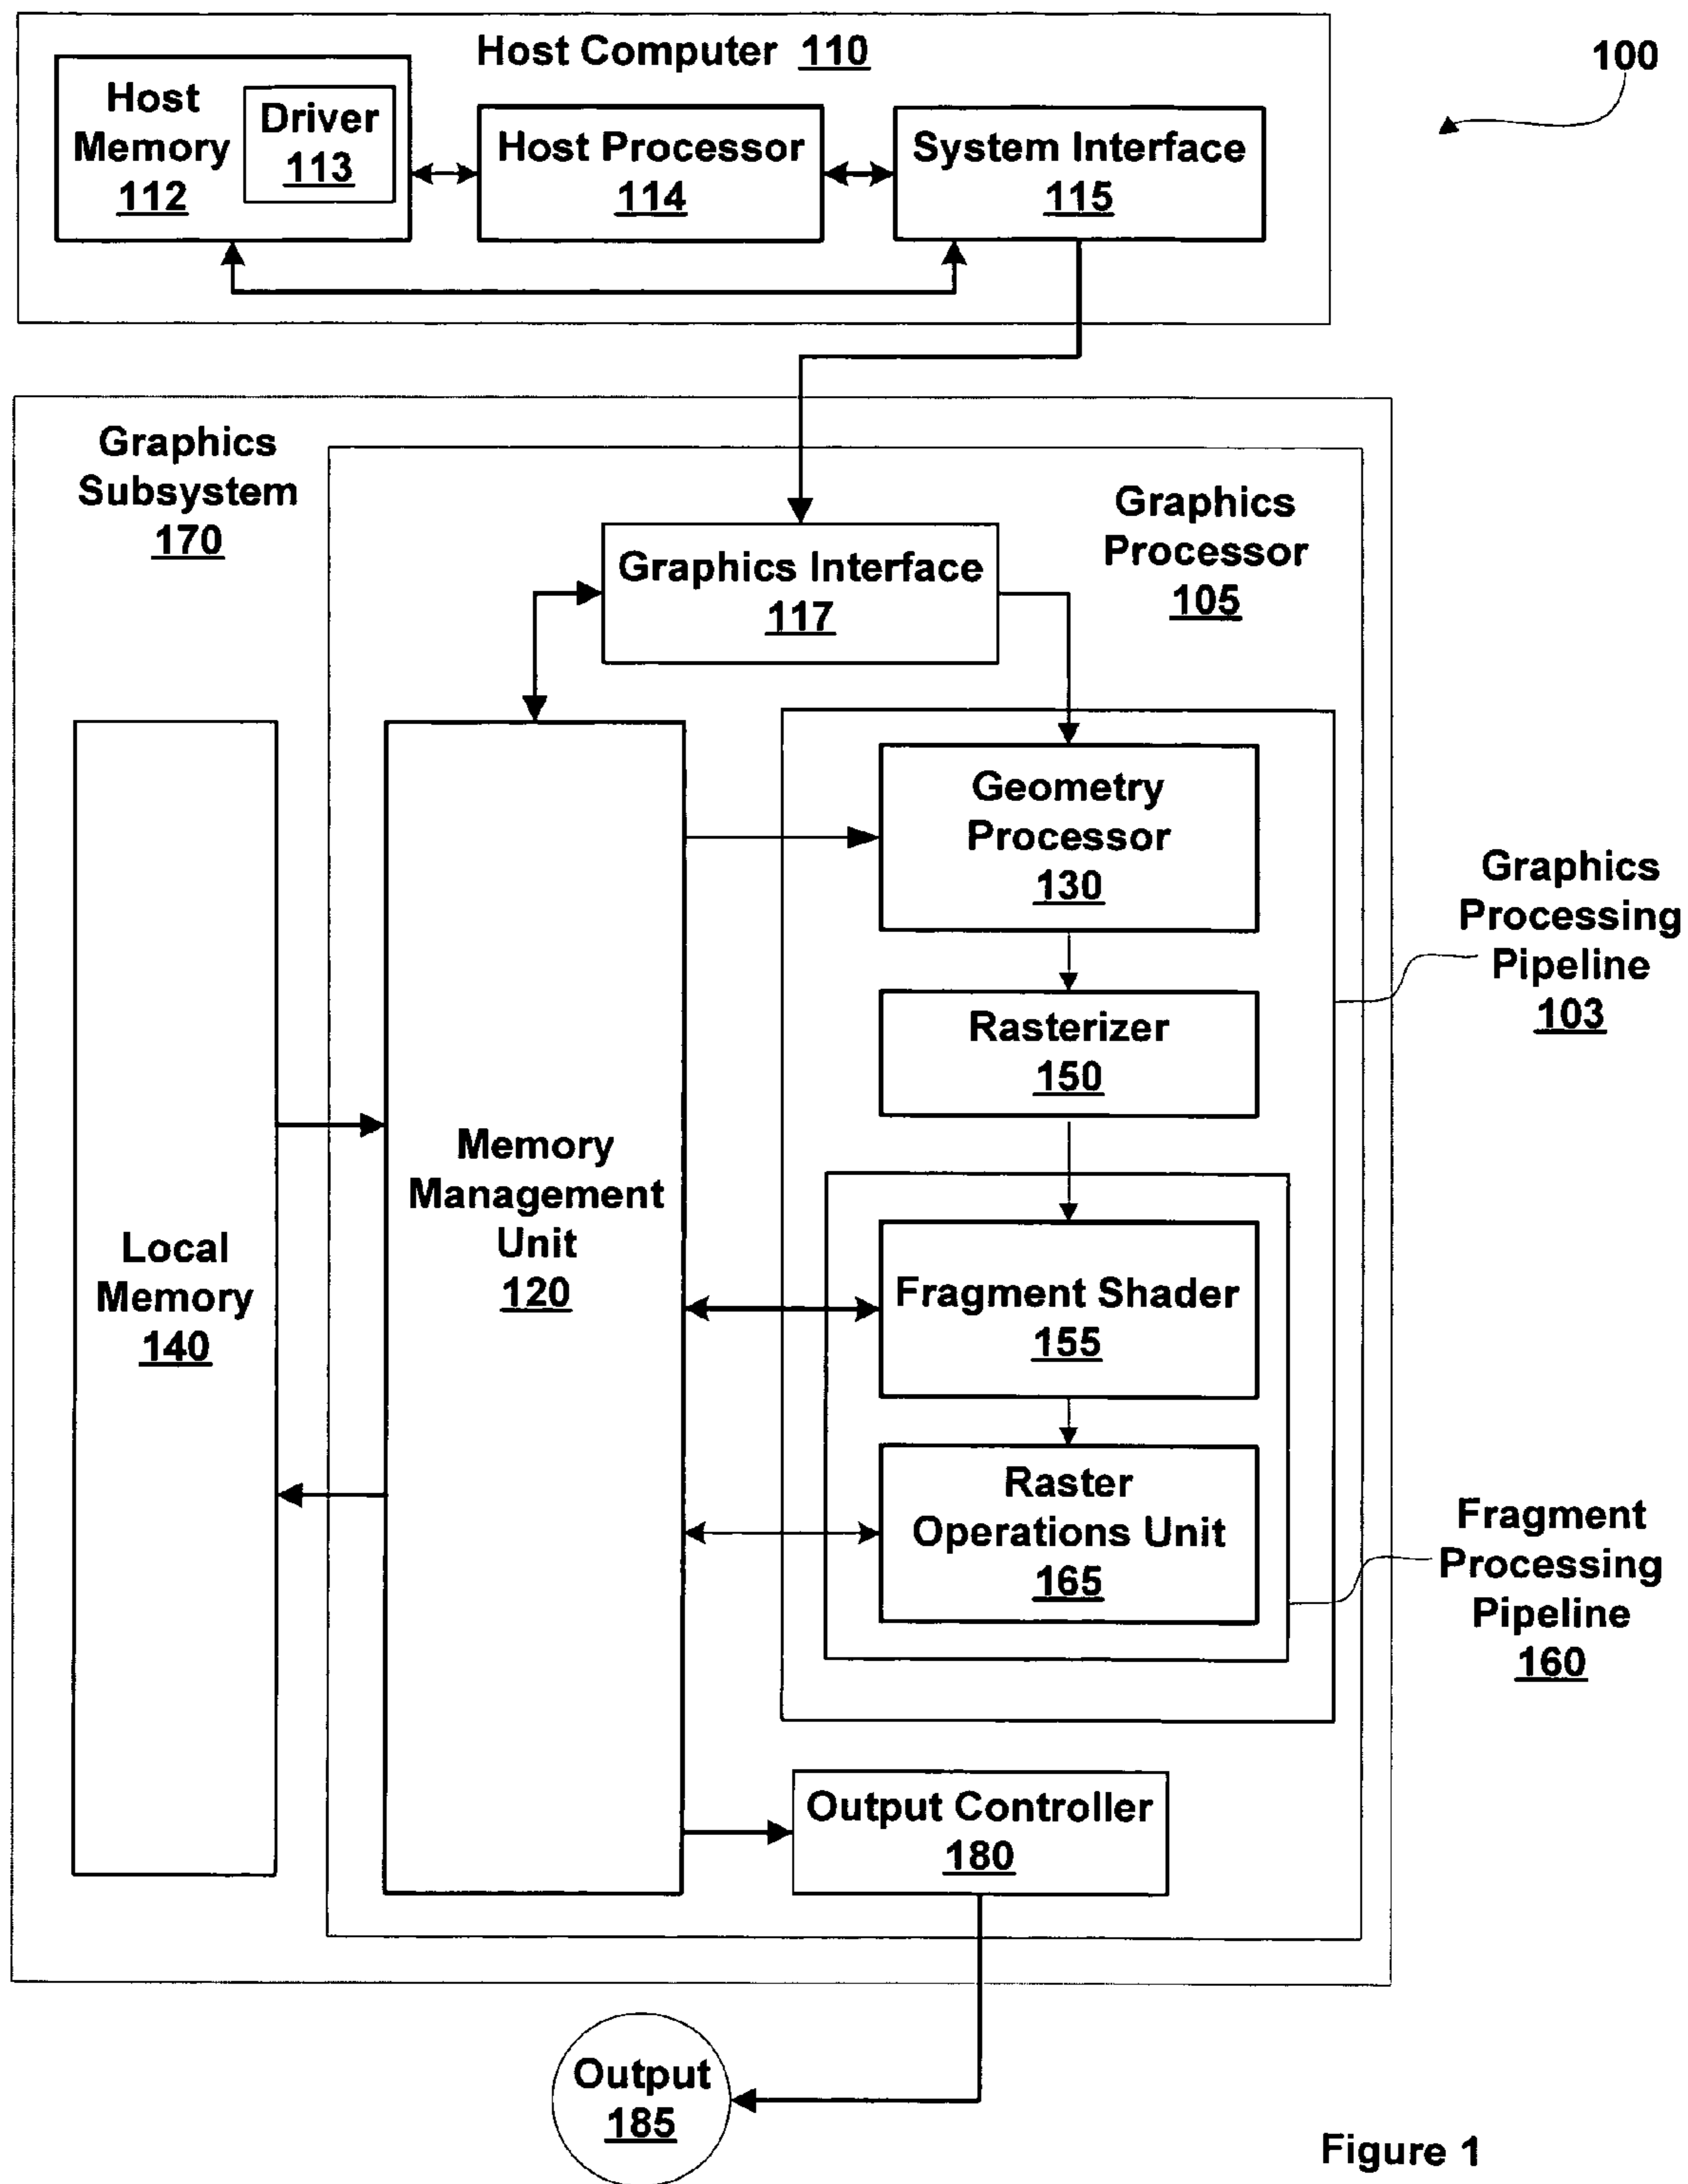 Host Computer 110
100
Host
Memory
112
Driver
113
Host Processor
114
System Interface
115
Graphics
Subsystem
170
Graphics
Processor
105
Graphics Interface
117
Geometry
Processor
130
Graphics
Processing
Pipeline
103
Rasterizer
150
Memory
Management
Unit
120
Local
Memory
140
Fragment Shader
155
Raster
Operations Unit
165
Fragment
Processing
Pipeline
160
Output Controller
180
Output
185
Figure 1